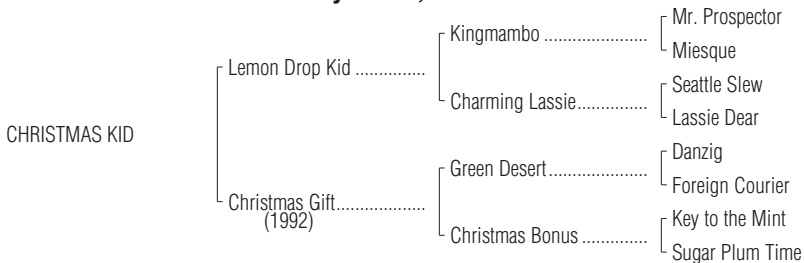 Kingmambo ......................
Mr. Prospector
Miesque
Lemon Drop Kid ...............
Charming Lassie...............
Seattle Slew
Lassie Dear
CHRISTMAS KID
Christmas Gift...................
(1992)
Green Desert.....................
Danzig
Foreign Courier
Christmas Bonus ..............
Key to the Mint
Sugar Plum Time